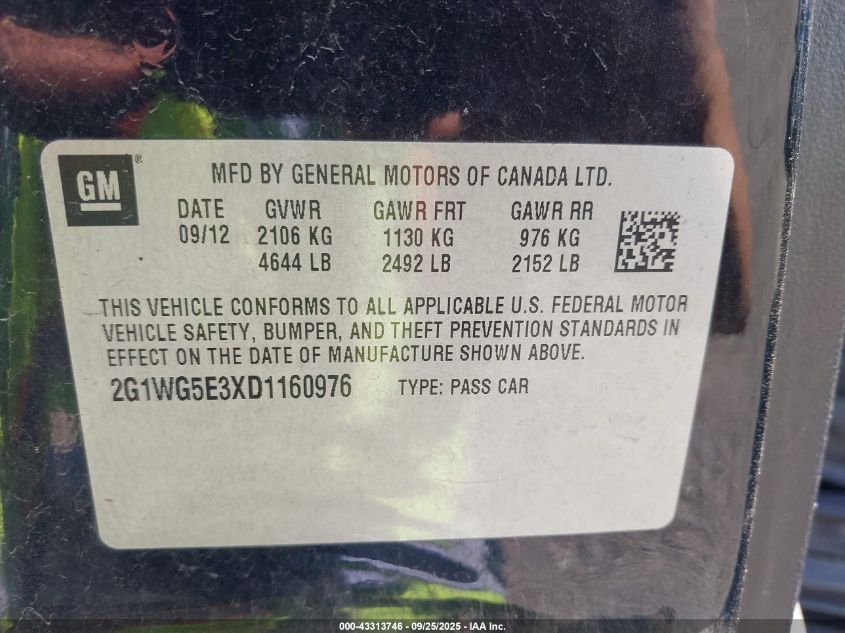 GM®
MFD BY GENERAL MOTORS OF CANADA LTD.
DATE GVWR GAWR FRT GAWR RR
09/12 2106 KG 1130 KG 976 KG
4644 LB 2492 LB 2152 LB
THIS VEHICLE CONFORMS TO ALL APPLICABLE U.S. FEDERAL MOTOR
VEHICLE SAFETY, BUMPER, AND THEFT PREVENTION STANDARDS IN
EFFECT ON THE DATE OF MANUFACTURE SHOWN ABOVE.
2G1WG5E3XD1160976 TYPE: PASS CAR
000-43313746 - 09/25/2025 - IAA Inc.